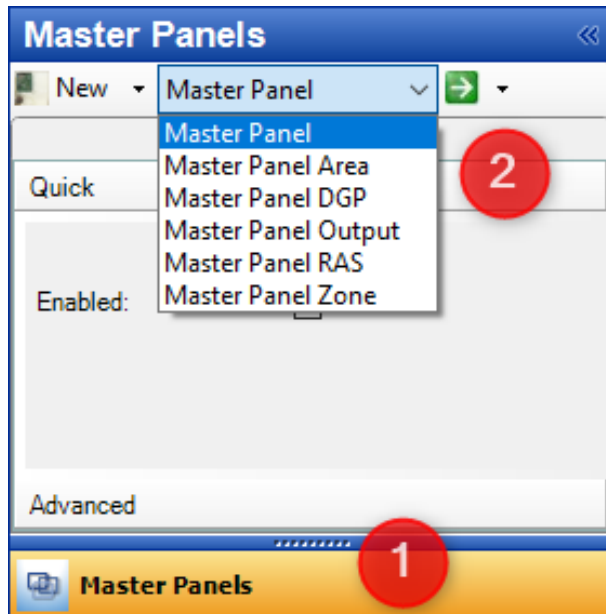 Master Panels
New Master Panel
Master Panel
Master Panel Area
Master Panel DGP
Master Panel Output
Master Panel RAS
Master Panel Zone
2
Quick
Enabled:
Advanced
1
Master Panels